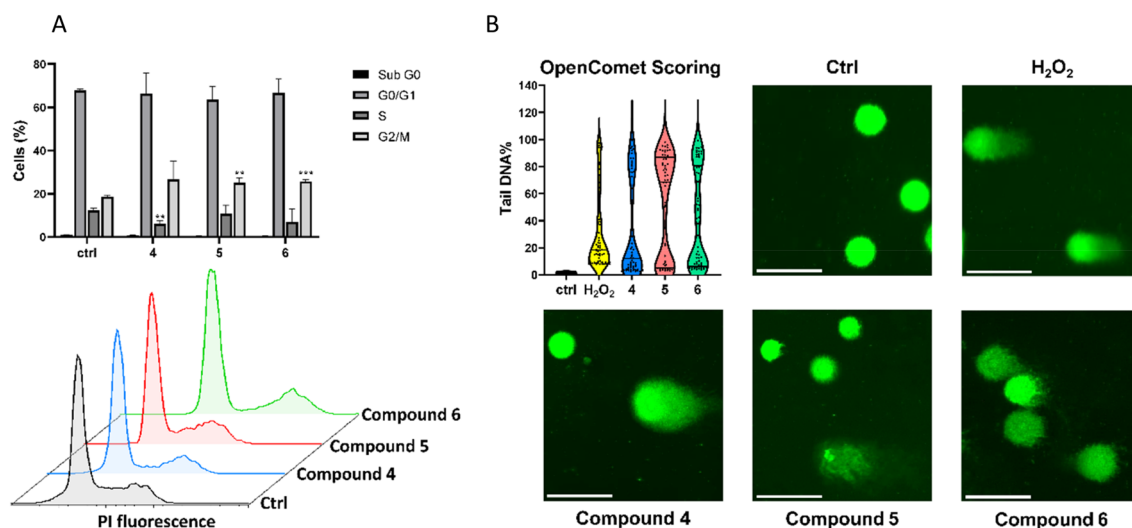 A
80
60
40
20
0
Cells (%)
Sub G0
G0/G1
S
G2/M
**
**
***
ctrl
4
5
6
Compound 6
Compound 5
Compound 4
Ctrl
PI fluorescence
B
OpenComet Scoring
140
120
100
80
60
40
20
0
Tail DNA%
ctrl H₂O₂ 4 5 6
Ctrl
H₂O₂
Compound 4
Compound 5
Compound 6